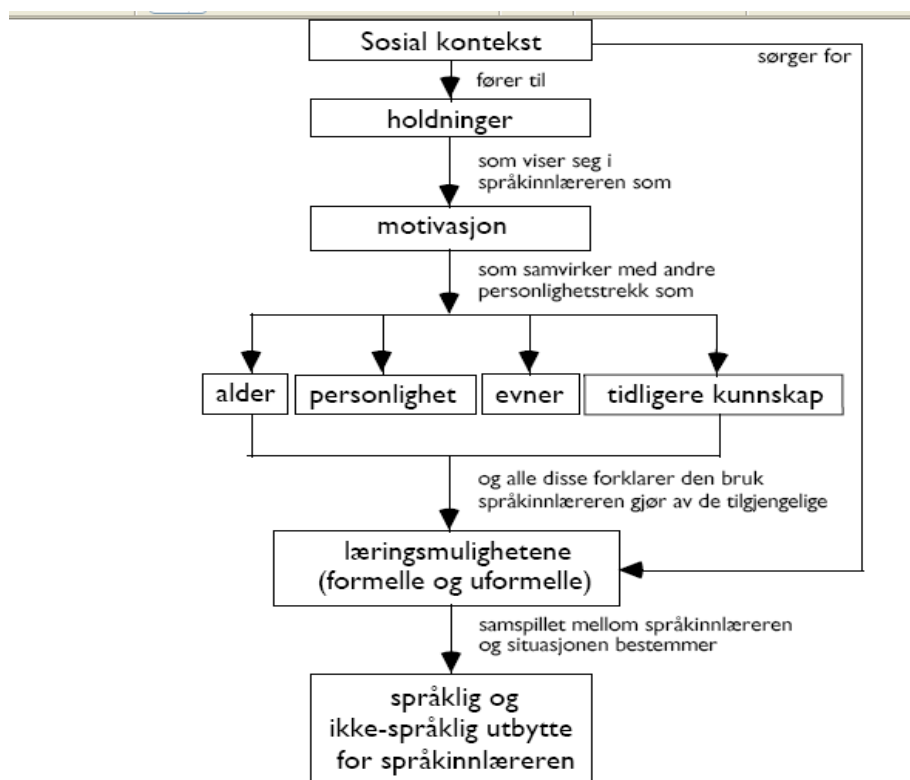 Sosial kontekst
sørger for
fører til
holdninger
som viser seg i
språkinnlæreren som
motivasjon
som samvirker med andre
personlighetstrekk som
alder
personlighet
evner
tidligere kunnskap
og alle disse forklarer den bruk
språkinnlæreren gjør av de tilgjengelige
læringsmulighetene
(formelle og uformelle)
samspillet mellom språkinnlæreren
og situasjonen bestemmer
språklig og
ikke-språklig utbytte
for språkinnlæreren